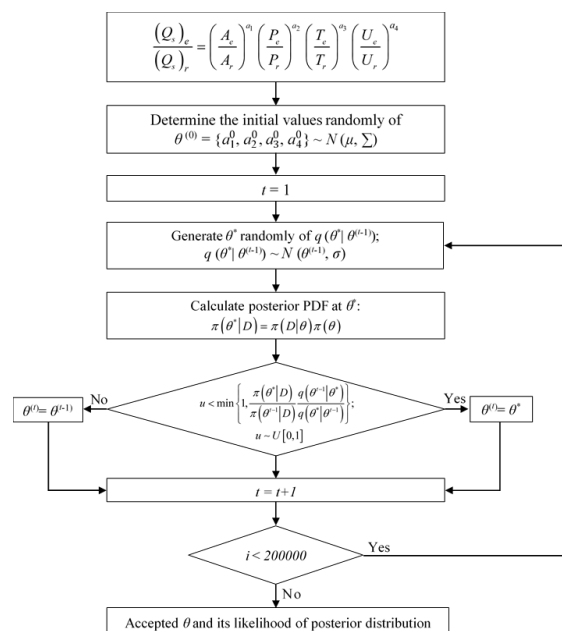 (Q_s)_e / (Q_s)_r = (A_e / A_r)^{a_1} (P_e / P_r)^{a_2} (T_e / T_r)^{a_3} (U_e / U_r)^{a_4}
Determine the initial values randomly of
θ^{(0)} = {a_1^0, a_2^0, a_3^0, a_4^0} ~ N (μ, ∑)
t = 1
Generate θ^* randomly of q (θ^*| θ^{(t-1)});
q (θ^*| θ^{(t-1)}) ~ N (θ^{(t-1)}, σ)
Calculate posterior PDF at θ^*:
π(θ^*|D) = π(D|θ)π(θ)
No
θ^{(t)}= θ^{(t-1)}
u < min{1, π(θ^*|D) / π(θ^{t-1}|D) q(θ^{t-1}|θ^*) / q(θ^*|θ^{t-1})};
u ~ U[0,1]
Yes
θ^{(t)}= θ^*
t = t+1
i < 200000
Yes
No
Accepted θ and its likelihood of posterior distribution